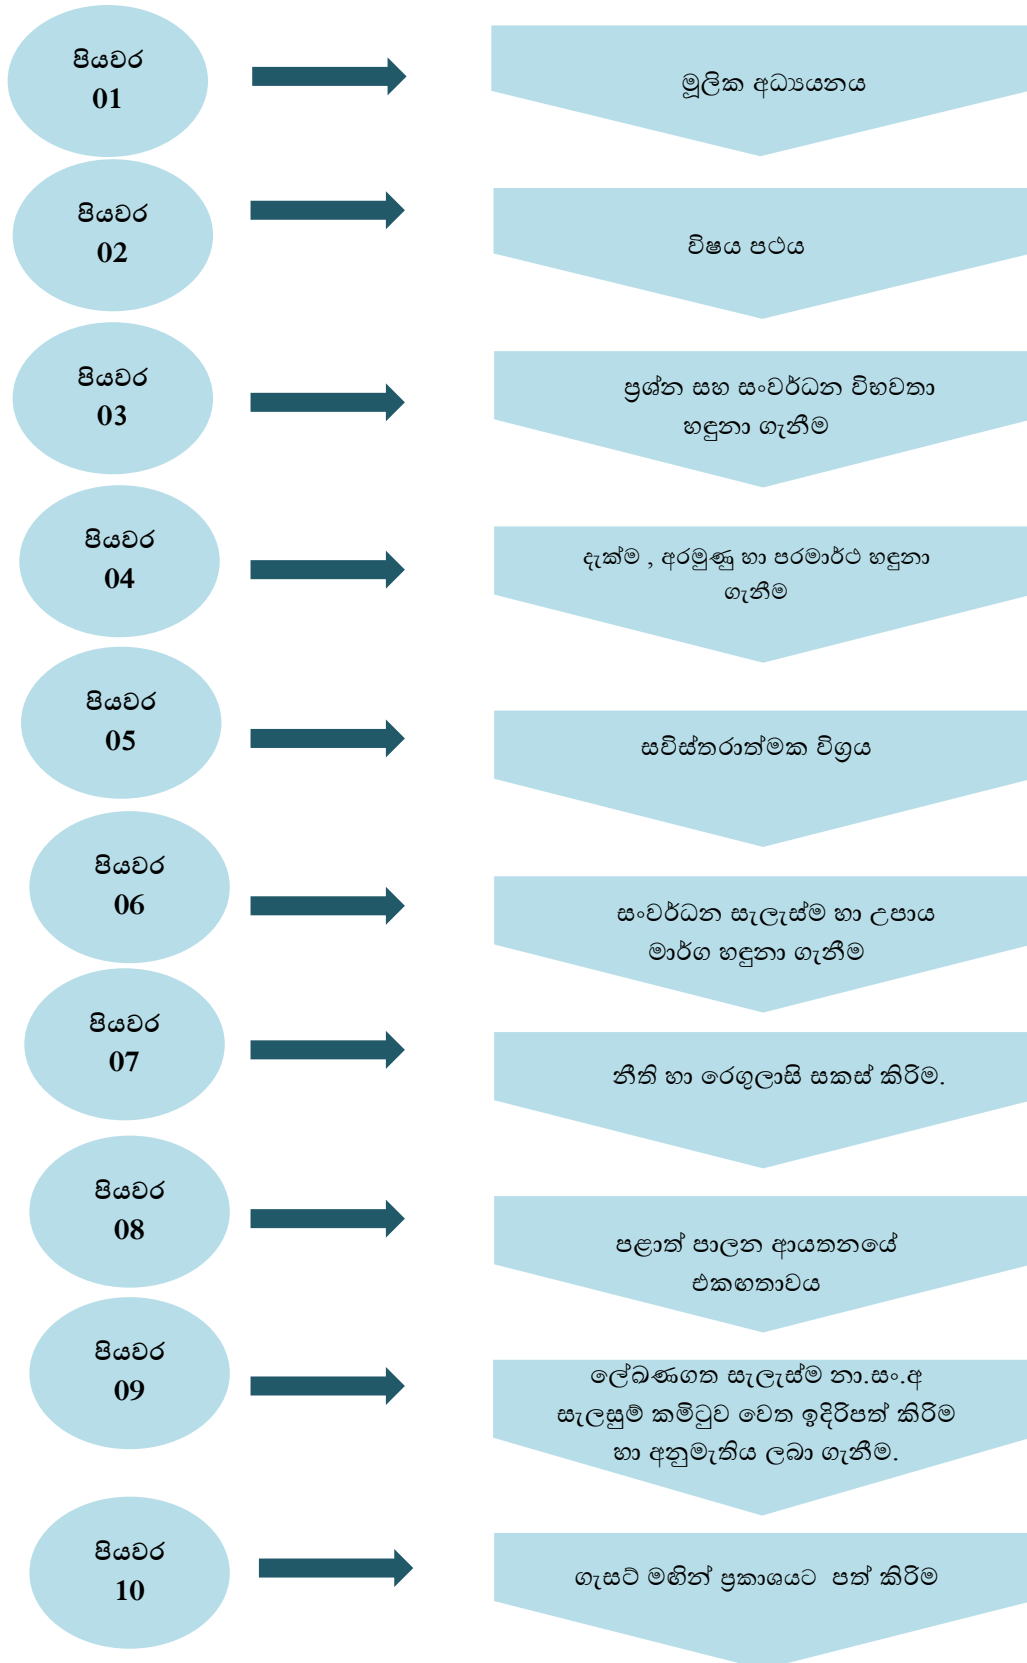 පියවර
01
මූලික අධ්‍යයනය
පියවර
02
විෂය පථය
පියවර
03
ප්‍රශ්න සහ සංවර්ධන විභවතා
හඳුනා ගැනීම
පියවර
04
දැක්ම , අරමුණු හා පරමාර්ථ හඳුනා
ගැනීම
පියවර
05
සවිස්තරාත්මක විග්‍රය
පියවර
06
සංවර්ධන සැලැස්ම හා උපාය
මාර්ග හඳුනා ගැනීම
පියවර
07
නීති හා රෙගුලාසි සකස් කිරිම.
පියවර
08
පළාත් පාලන ආයතනයේ
එකඟතාවය
පියවර
09
ලේඛණගත සැලැස්ම නා.සං.අ
සැලසුම් කමිටුව වෙත ඉදිරිපත් කිරිම
හා අනුමැතිය ලබා ගැනීම.
පියවර
10
ගැසට් මඟින් ප්‍රකාශයට පත් කිරිම